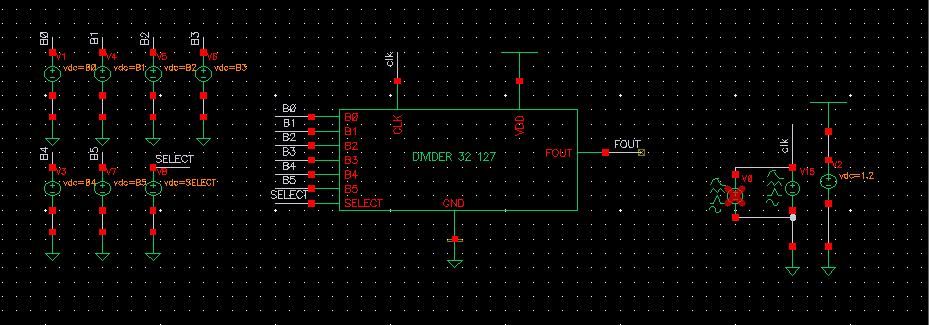 B0
B1
B2
B3
V1
V4
V5
V6
vdc=B0
vdc=B1
vdc=B2
vdc=B3
B4
B5
SELECT
V3
V7
V8
vdc=B4
vdc=B5
vdc=SELECT
clk
B0
B1
B2
B3
B4
B5
SELECT
B0
B1
B2
B3
B4
B5
SELECT
CLK
VDD
DIVIDER 32 127
FOUT
GND
FOUT
clk
V0
V15
V2
vdc=1.2